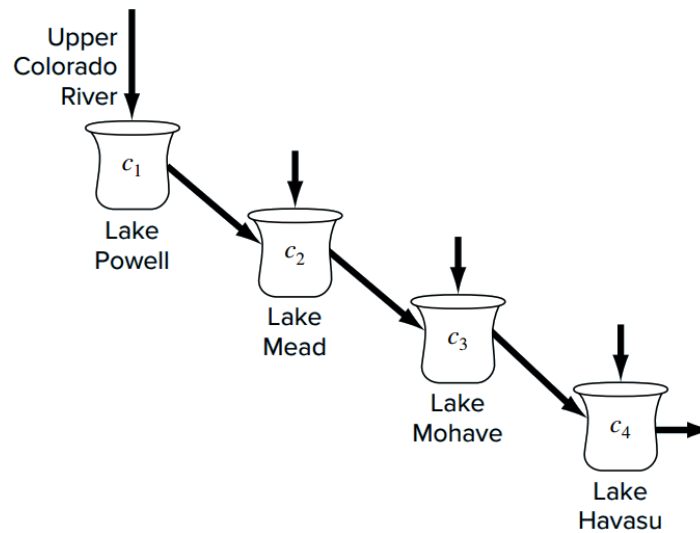 Upper
Colorado
River
c1
Lake
Powell
c2
Lake
Mead
c3
Lake
Mohave
c4
Lake
Havasu